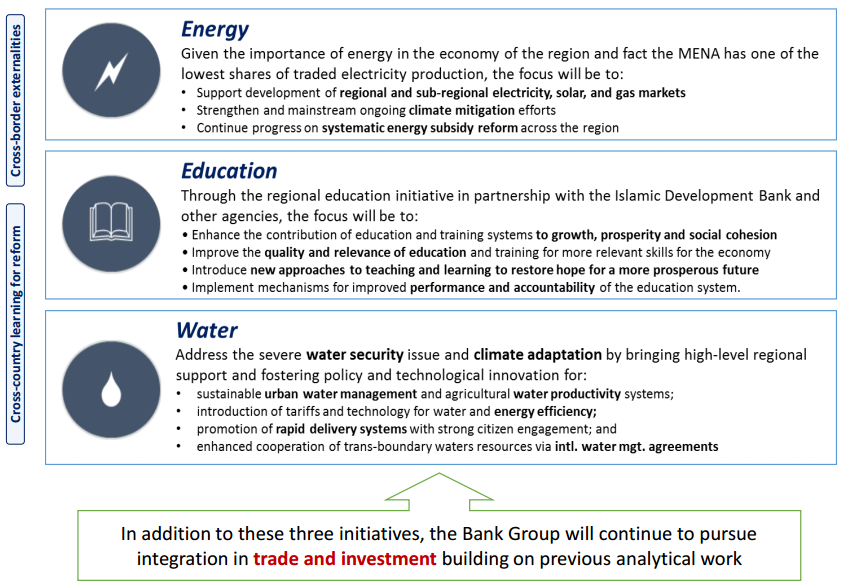 Cross-border externalities
Energy
Given the importance of energy in the economy of the region and fact the MENA has one of the
lowest shares of traded electricity production, the focus will be to:
• Support development of regional and sub-regional electricity, solar, and gas markets
• Strengthen and mainstream ongoing climate mitigation efforts
• Continue progress on systematic energy subsidy reform across the region
Cross-country learning for reform
Education
Through the regional education initiative in partnership with the Islamic Development Bank and
other agencies, the focus will be to:
• Enhance the contribution of education and training systems to growth, prosperity and social cohesion
• Improve the quality and relevance of education and training for more relevant skills for the economy
• Introduce new approaches to teaching and learning to restore hope for a more prosperous future
• Implement mechanisms for improved performance and accountability of the education system.
Water
Address the severe water security issue and climate adaptation by bringing high-level regional
support and fostering policy and technological innovation for:
• sustainable urban water management and agricultural water productivity systems;
• introduction of tariffs and technology for water and energy efficiency;
• promotion of rapid delivery systems with strong citizen engagement; and
• enhanced cooperation of trans-boundary waters resources via intl. water mgt. agreements
In addition to these three initiatives, the Bank Group will continue to pursue
integration in trade and investment building on previous analytical work